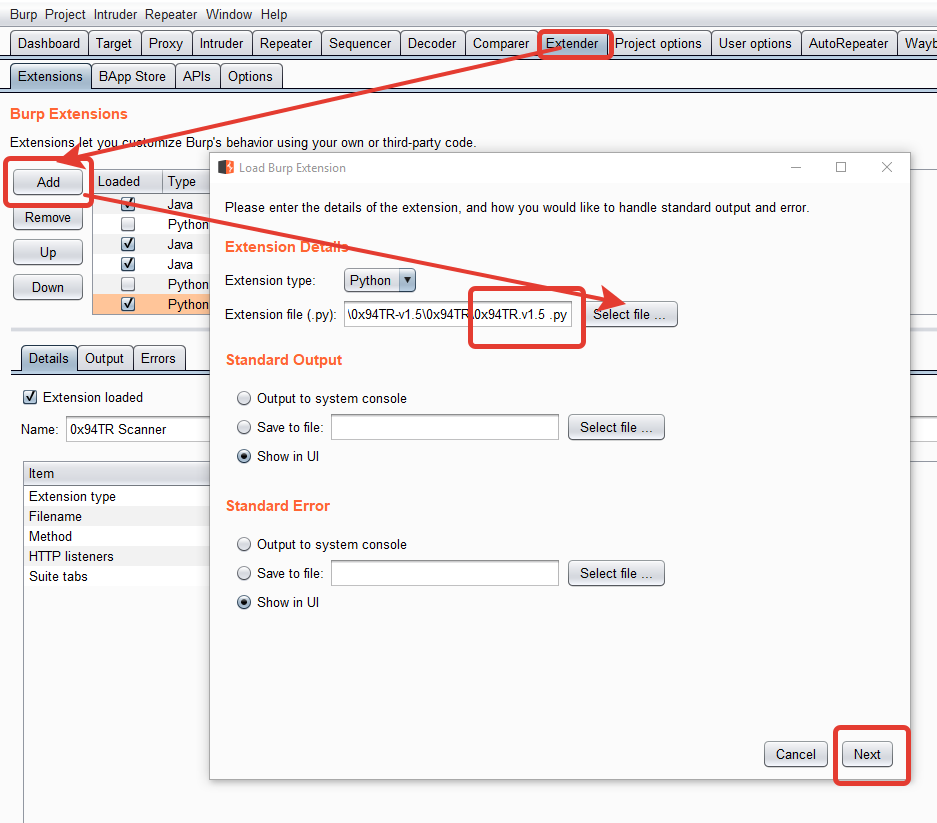 Burp Project Intruder Repeater Window Help
Dashboard Target Proxy Intruder Repeater Sequencer Decoder Comparer Extender Project options User options AutoRepeater Wayb
Extensions BApp Store APIs Options
Burp Extensions
Extensions let you customize Burp's behavior using your own or third-party code.
Add
Remove
Up
Down
Loaded Type
Java
Python
Java
Java
Python
Python
Details Output Errors
Extension loaded
Name: 0x94TR Scanner
Item
Extension type
Filename
Method
HTTP listeners
Suite tabs
Load Burp Extension
Please enter the details of the extension, and how you would like to handle standard output and error.
Extension Details
Extension type: Python
Extension file (.py): \0x94TR-v1.5\0x94TR\0x94TR.v1.5 .py Select file ...
Standard Output
Output to system console
Save to file: Select file ...
Show in UI
Standard Error
Output to system console
Save to file: Select file ...
Show in UI
Cancel Next